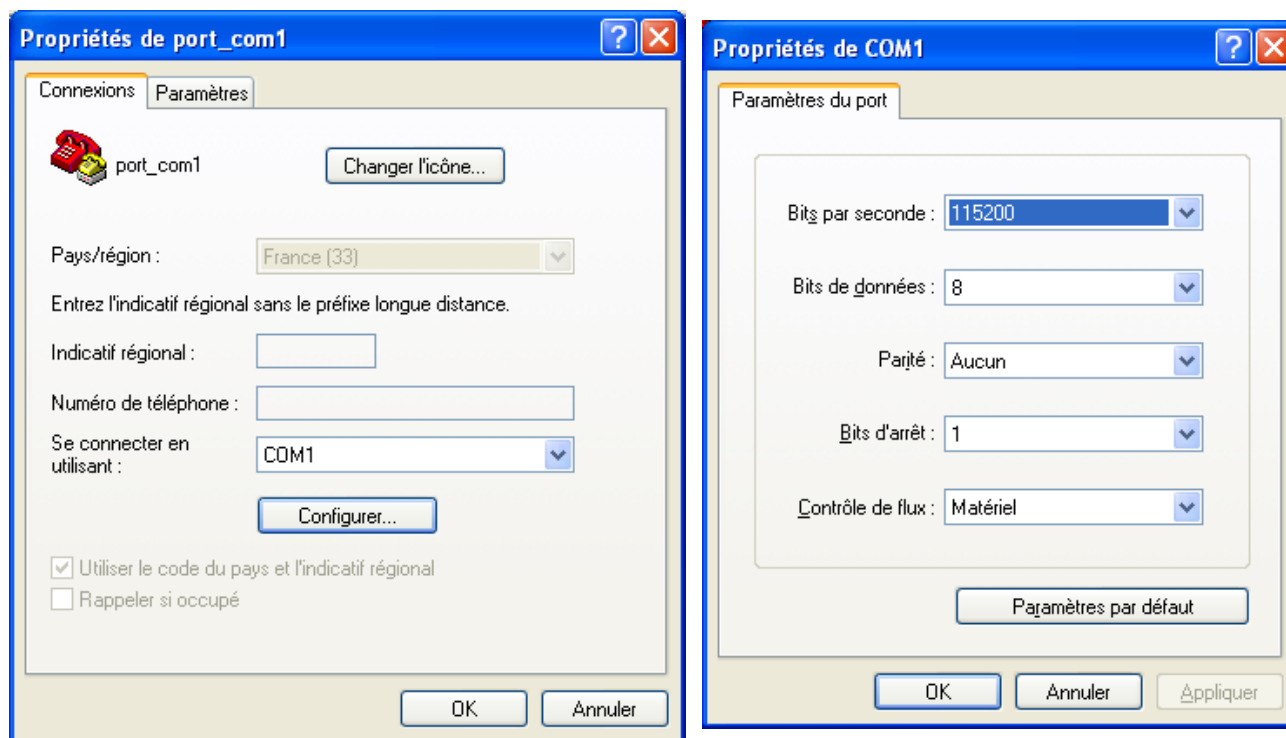 Propriétés de port_com1
Connexions
Paramètres
port_com1
Changer l'icône...
Pays/région :
France (33)
Entrez l'indicatif régional sans le préfixe longue distance.
Indicatif régional :
Numéro de téléphone :
Se connecter en
utilisant :
COM1
Configurer...
Utiliser le code du pays et l'indicatif régional
Rappeler si occupé
OK
Annuler
Propriétés de COM1
Paramètres du port
Bits par seconde :
115200
Bits de données :
8
Parité :
Aucun
Bits d'arrêt :
1
Contrôle de flux :
Matériel
Paramètres par défaut
OK
Annuler
Appliquer